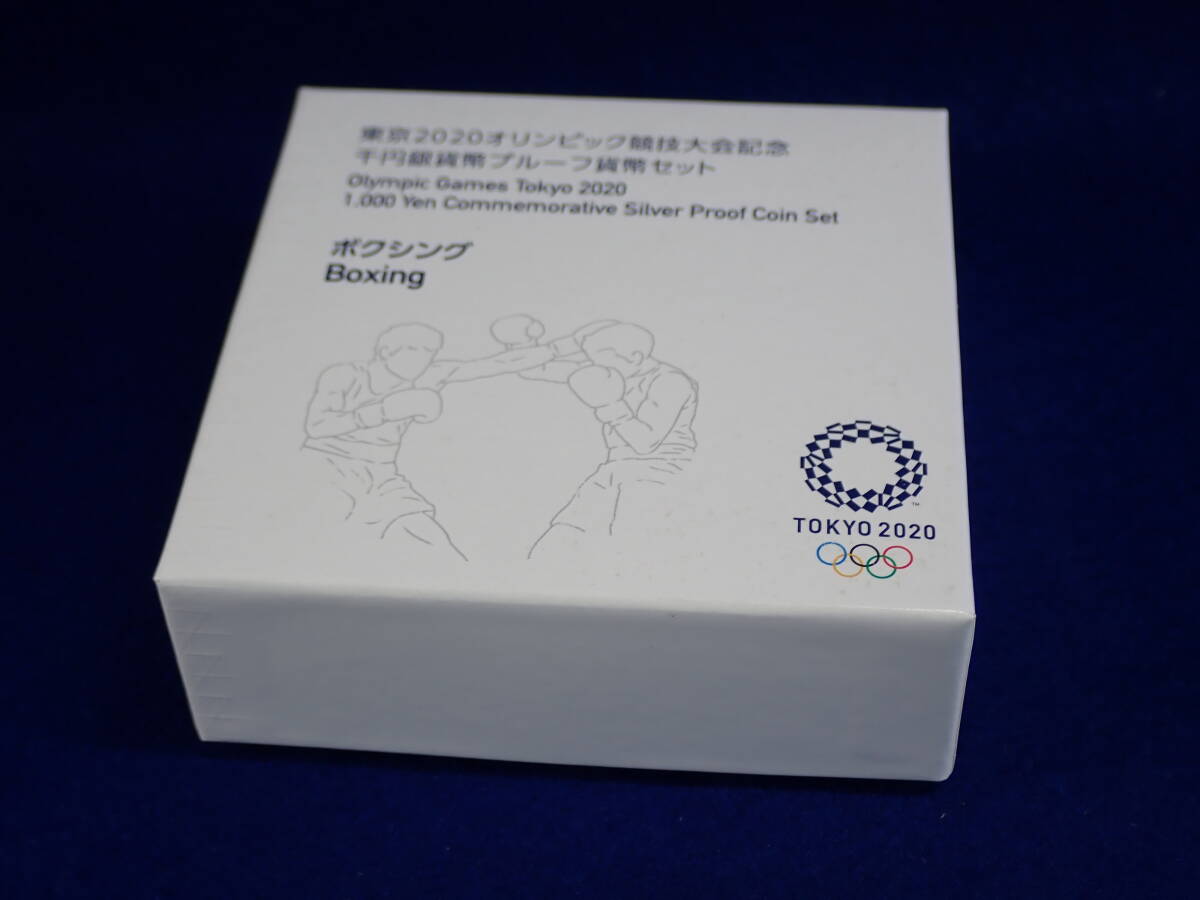 東京2020オリンピック競技大会記念
千円銀貨幣プルーフ貨幣セット
Olympic Games Tokyo 2020
1,000 Yen Commemorative Silver Proof Coin Set
ボクシング
Boxing
TM
TOKYO 2020